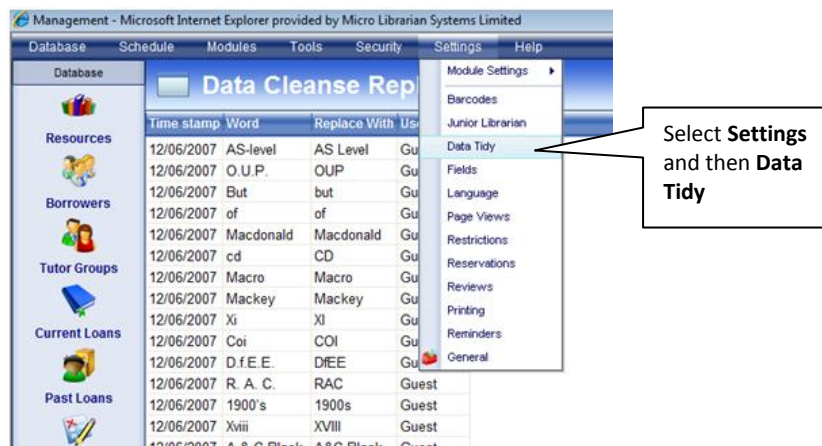 Management - Microsoft Internet Explorer provided by Micro Librarian Systems Limited
Database Schedule Modules Tools Security Settings Help
Database
Resources
Borrowers
Tutor Groups
Current Loans
Past Loans
Data Cleanse Rep
Time stamp Word Replace With Us
12/06/2007 AS-level AS Level Gu
12/06/2007 O.U.P. OUP Gu
12/06/2007 But but Gu
12/06/2007 of of Gu
12/06/2007 Macdonald Macdonald Gu
12/06/2007 cd CD Gu
12/06/2007 Macro Macro Gu
12/06/2007 Mackey Mackey Gu
12/06/2007 Xi XI Gu
12/06/2007 Coi COI Gu
12/06/2007 D.f.E.E. DfEE Gu
12/06/2007 R. A. C. RAC Guest
12/06/2007 1900's 1900s Guest
12/06/2007 Xviii XVIII Guest
12/06/2007 A & C Black A&C Black Guest
Module Settings
Barcodes
Junior Librarian
Data Tidy
Fields
Language
Page Views
Restrictions
Reservations
Reviews
Printing
Reminders
General
Select Settings
and then Data
Tidy